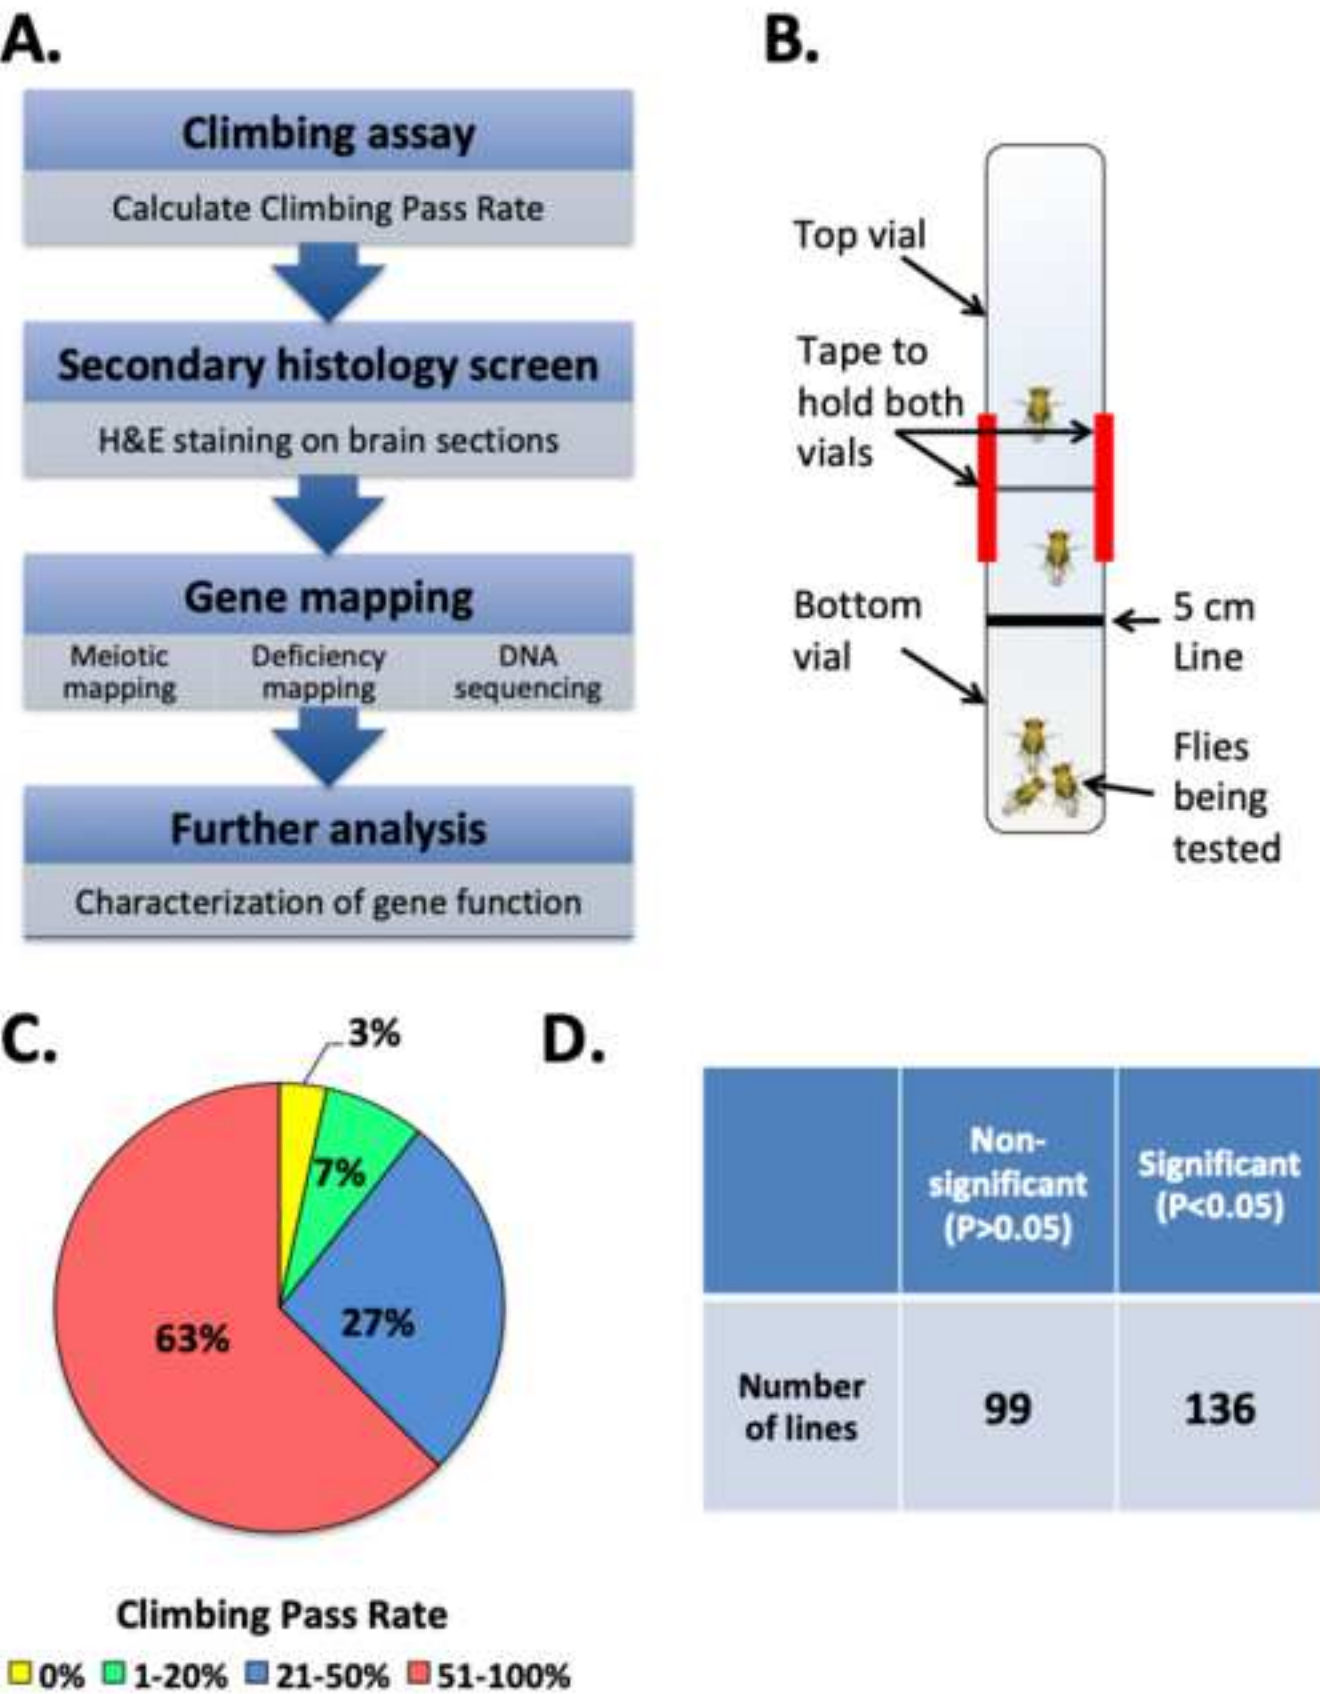 A.
Climbing assay
Calculate Climbing Pass Rate
Secondary histology screen
H&E staining on brain sections
Gene mapping
Meiotic
mapping
Deficiency
mapping
DNA
sequencing
Further analysis
Characterization of gene function
B.
Top vial
Tape to
hold both
vials
Bottom
vial
5 cm
Line
Flies
being
tested
C.
3%
7%
27%
63%
Climbing Pass Rate
0% 1-20% 21-50% 51-100%
D.
Non-
significant
(P>0.05)
Significant
(P<0.05)
Number
of lines
99
136